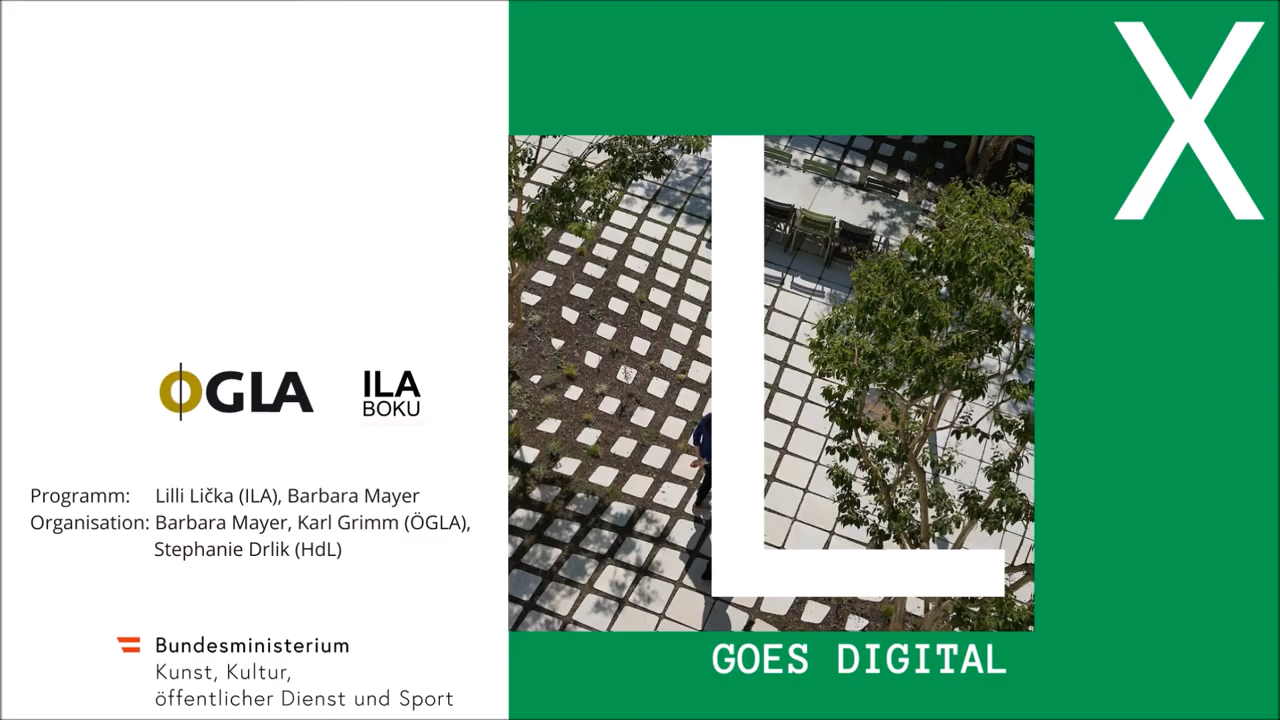 X
L
GOES DIGITAL
ÖGLA
ILA
BOKU
Programm: Lilli Lička (ILA), Barbara Mayer
Organisation: Barbara Mayer, Karl Grimm (ÖGLA),
Stephanie Drlik (HdL)
Bundesministerium
Kunst, Kultur,
öffentlicher Dienst und Sport